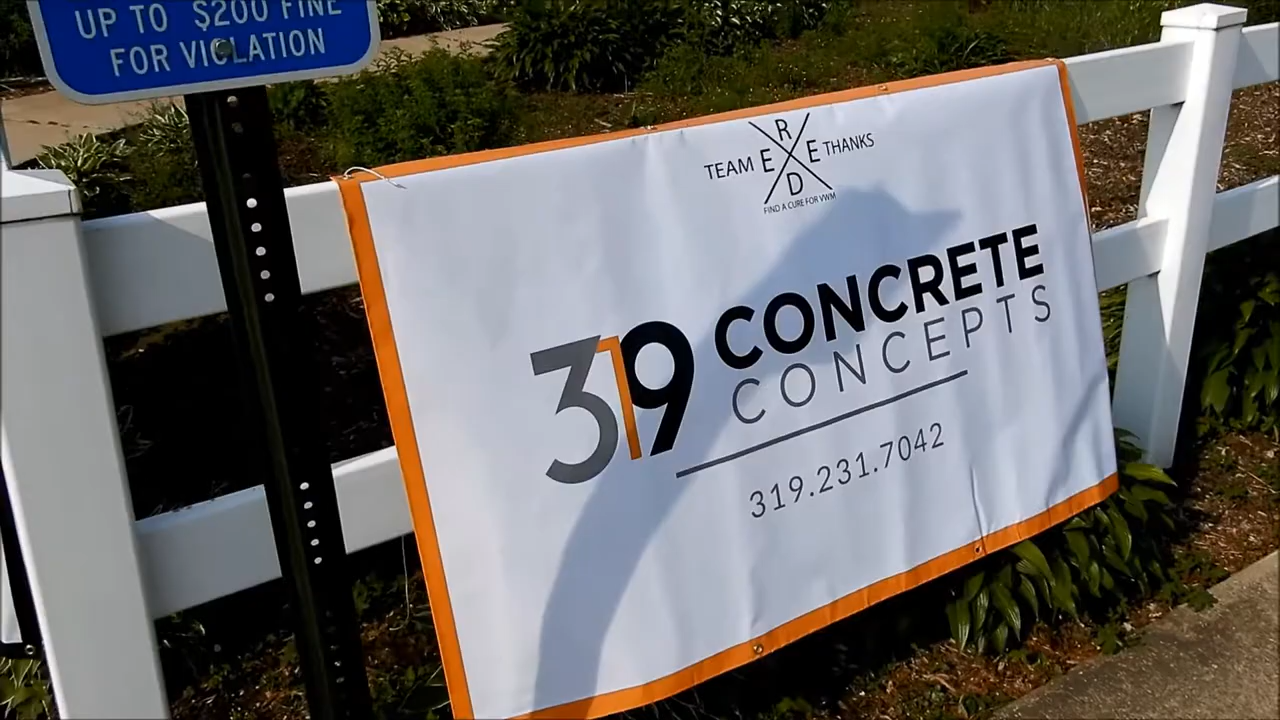 UP TO $200 FINE
FOR VIOLATION
R
TEAM E E THANKS
D
FIND A CURE FOR VWM
319 CONCRETE
CONCEPTS
319.231.7042